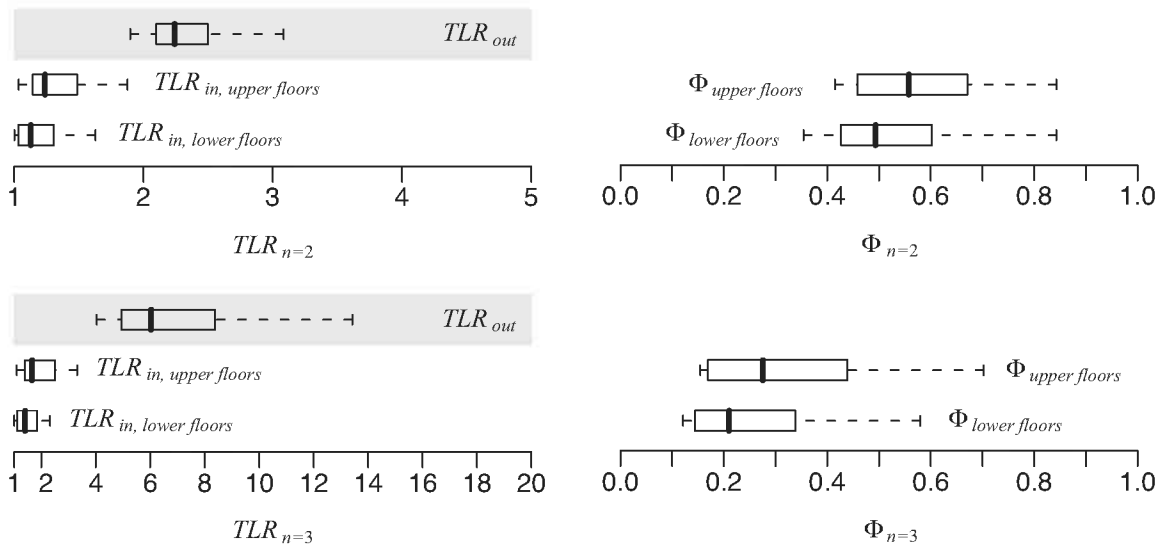 TLR out
TLR in, upper floors
TLR in, lower floors
1 2 3 4 5
TLR n=2
Φ upper floors
Φ lower floors
0.0 0.2 0.4 0.6 0.8 1.0
Φ n=2
TLR out
TLR in, upper floors
TLR in, lower floors
1 2 4 6 8 10 12 14 16 18 20
TLR n=3
Φ upper floors
Φ lower floors
0.0 0.2 0.4 0.6 0.8 1.0
Φ n=3